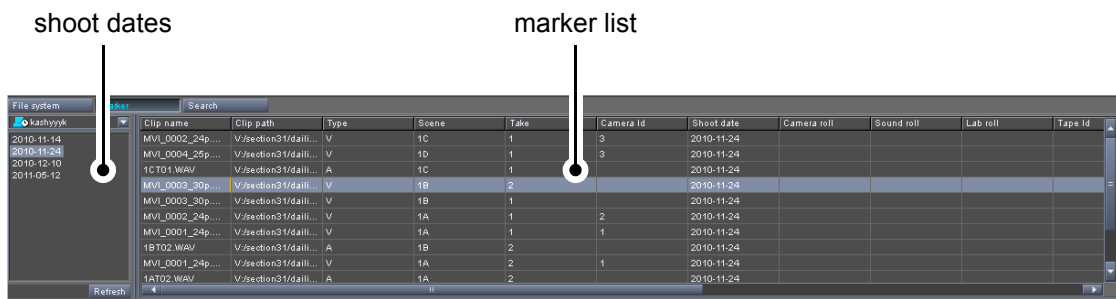 shoot dates marker list
File system Marker Search
kashyyyk Clip name Clip path Type Scene Take Camera Id Shoot date Camera roll Sound roll Lab roll Tape Id
2010-11-14 MVI_0002_24p.... V:/section31/daili... V 1C 1 3 2010-11-24
2010-11-24 MVI_0004_25p.... V:/section31/daili... V 1D 1 3 2010-11-24
2010-12-10 1CT01.WAV V:/section31/daili... A 1C 1 2010-11-24
2011-05-12 MVI_0003_30p.... V:/section31/daili... V 1B 2 2010-11-24
MVI_0003_30p.... V:/section31/daili... V 1B 1 2010-11-24
MVI_0002_24p.... V:/section31/daili... V 1A 1 2 2010-11-24
MVI_0001_24p.... V:/section31/daili... V 1A 1 1 2010-11-24
1BT02.WAV V:/section31/daili... A 1B 2 2010-11-24
MVI_0001_24p.... V:/section31/daili... V 1A 2 1 2010-11-24
1AT02.WAV V:/section31/daili... A 1A 2 2010-11-24
Refresh